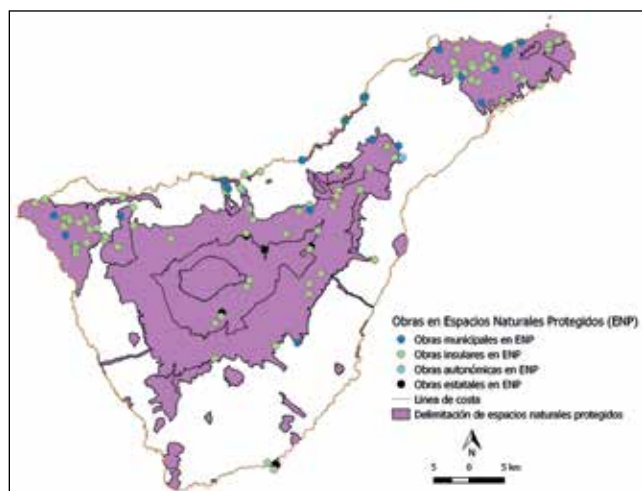 Obras en Espacios Naturales Protegidos (ENP)
Obras municipales en ENP
Obras insulares en ENP
Obras autonómicas en ENP
Obras estatales en ENP
Línea de costa
Delimitación de espacios naturales protegidos
N
5 0 5 km